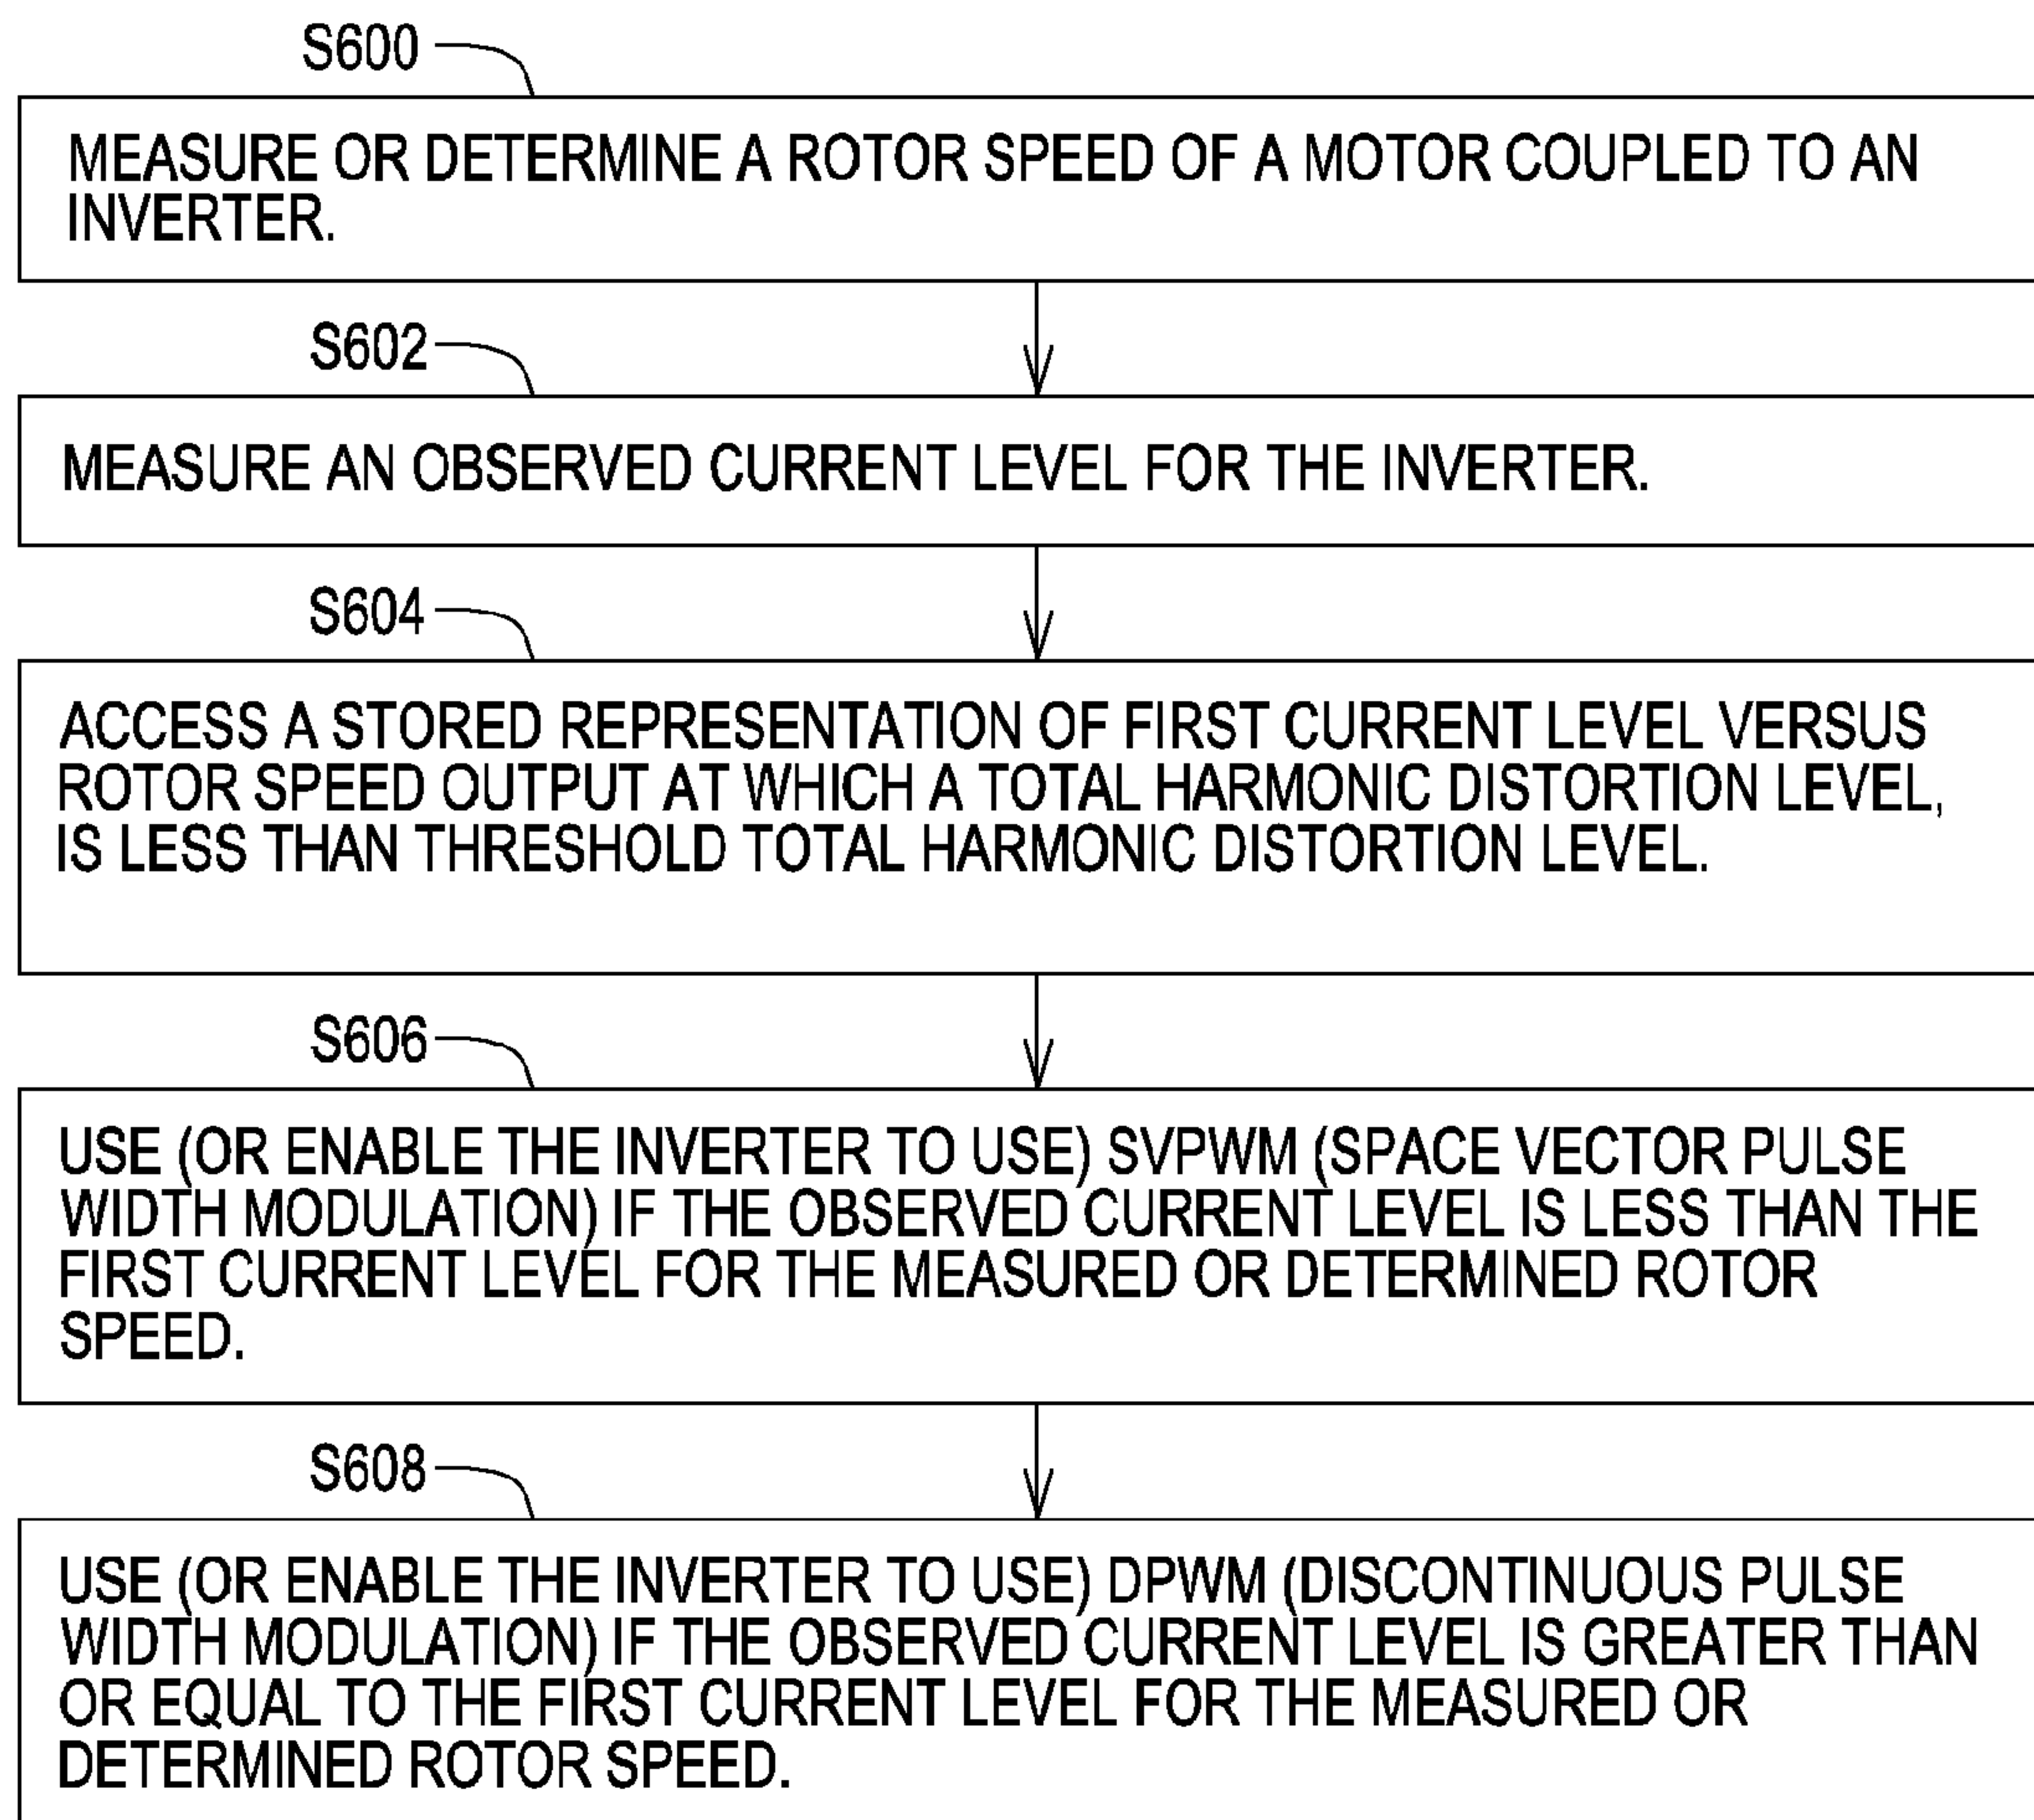 S600
MEASURE OR DETERMINE A ROTOR SPEED OF A MOTOR COUPLED TO AN
INVERTER.
S602
MEASURE AN OBSERVED CURRENT LEVEL FOR THE INVERTER.
S604
ACCESS A STORED REPRESENTATION OF FIRST CURRENT LEVEL VERSUS
ROTOR SPEED OUTPUT AT WHICH A TOTAL HARMONIC DISTORTION LEVEL,
IS LESS THAN THRESHOLD TOTAL HARMONIC DISTORTION LEVEL.
S606
USE (OR ENABLE THE INVERTER TO USE) SVPWM (SPACE VECTOR PULSE
WIDTH MODULATION) IF THE OBSERVED CURRENT LEVEL IS LESS THAN THE
FIRST CURRENT LEVEL FOR THE MEASURED OR DETERMINED ROTOR
SPEED.
S608
USE (OR ENABLE THE INVERTER TO USE) DPWM (DISCONTINUOUS PULSE
WIDTH MODULATION) IF THE OBSERVED CURRENT LEVEL IS GREATER THAN
OR EQUAL TO THE FIRST CURRENT LEVEL FOR THE MEASURED OR
DETERMINED ROTOR SPEED.